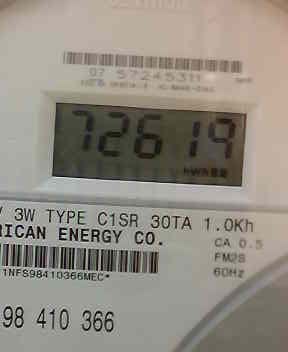 07 57245311
72619
3W TYPE C1SR 30TA 1.0Kh
RICAN ENERGY CO.
CA 0.5
FM2S
60Hz
1NFS98410366MEC*
98 410 366